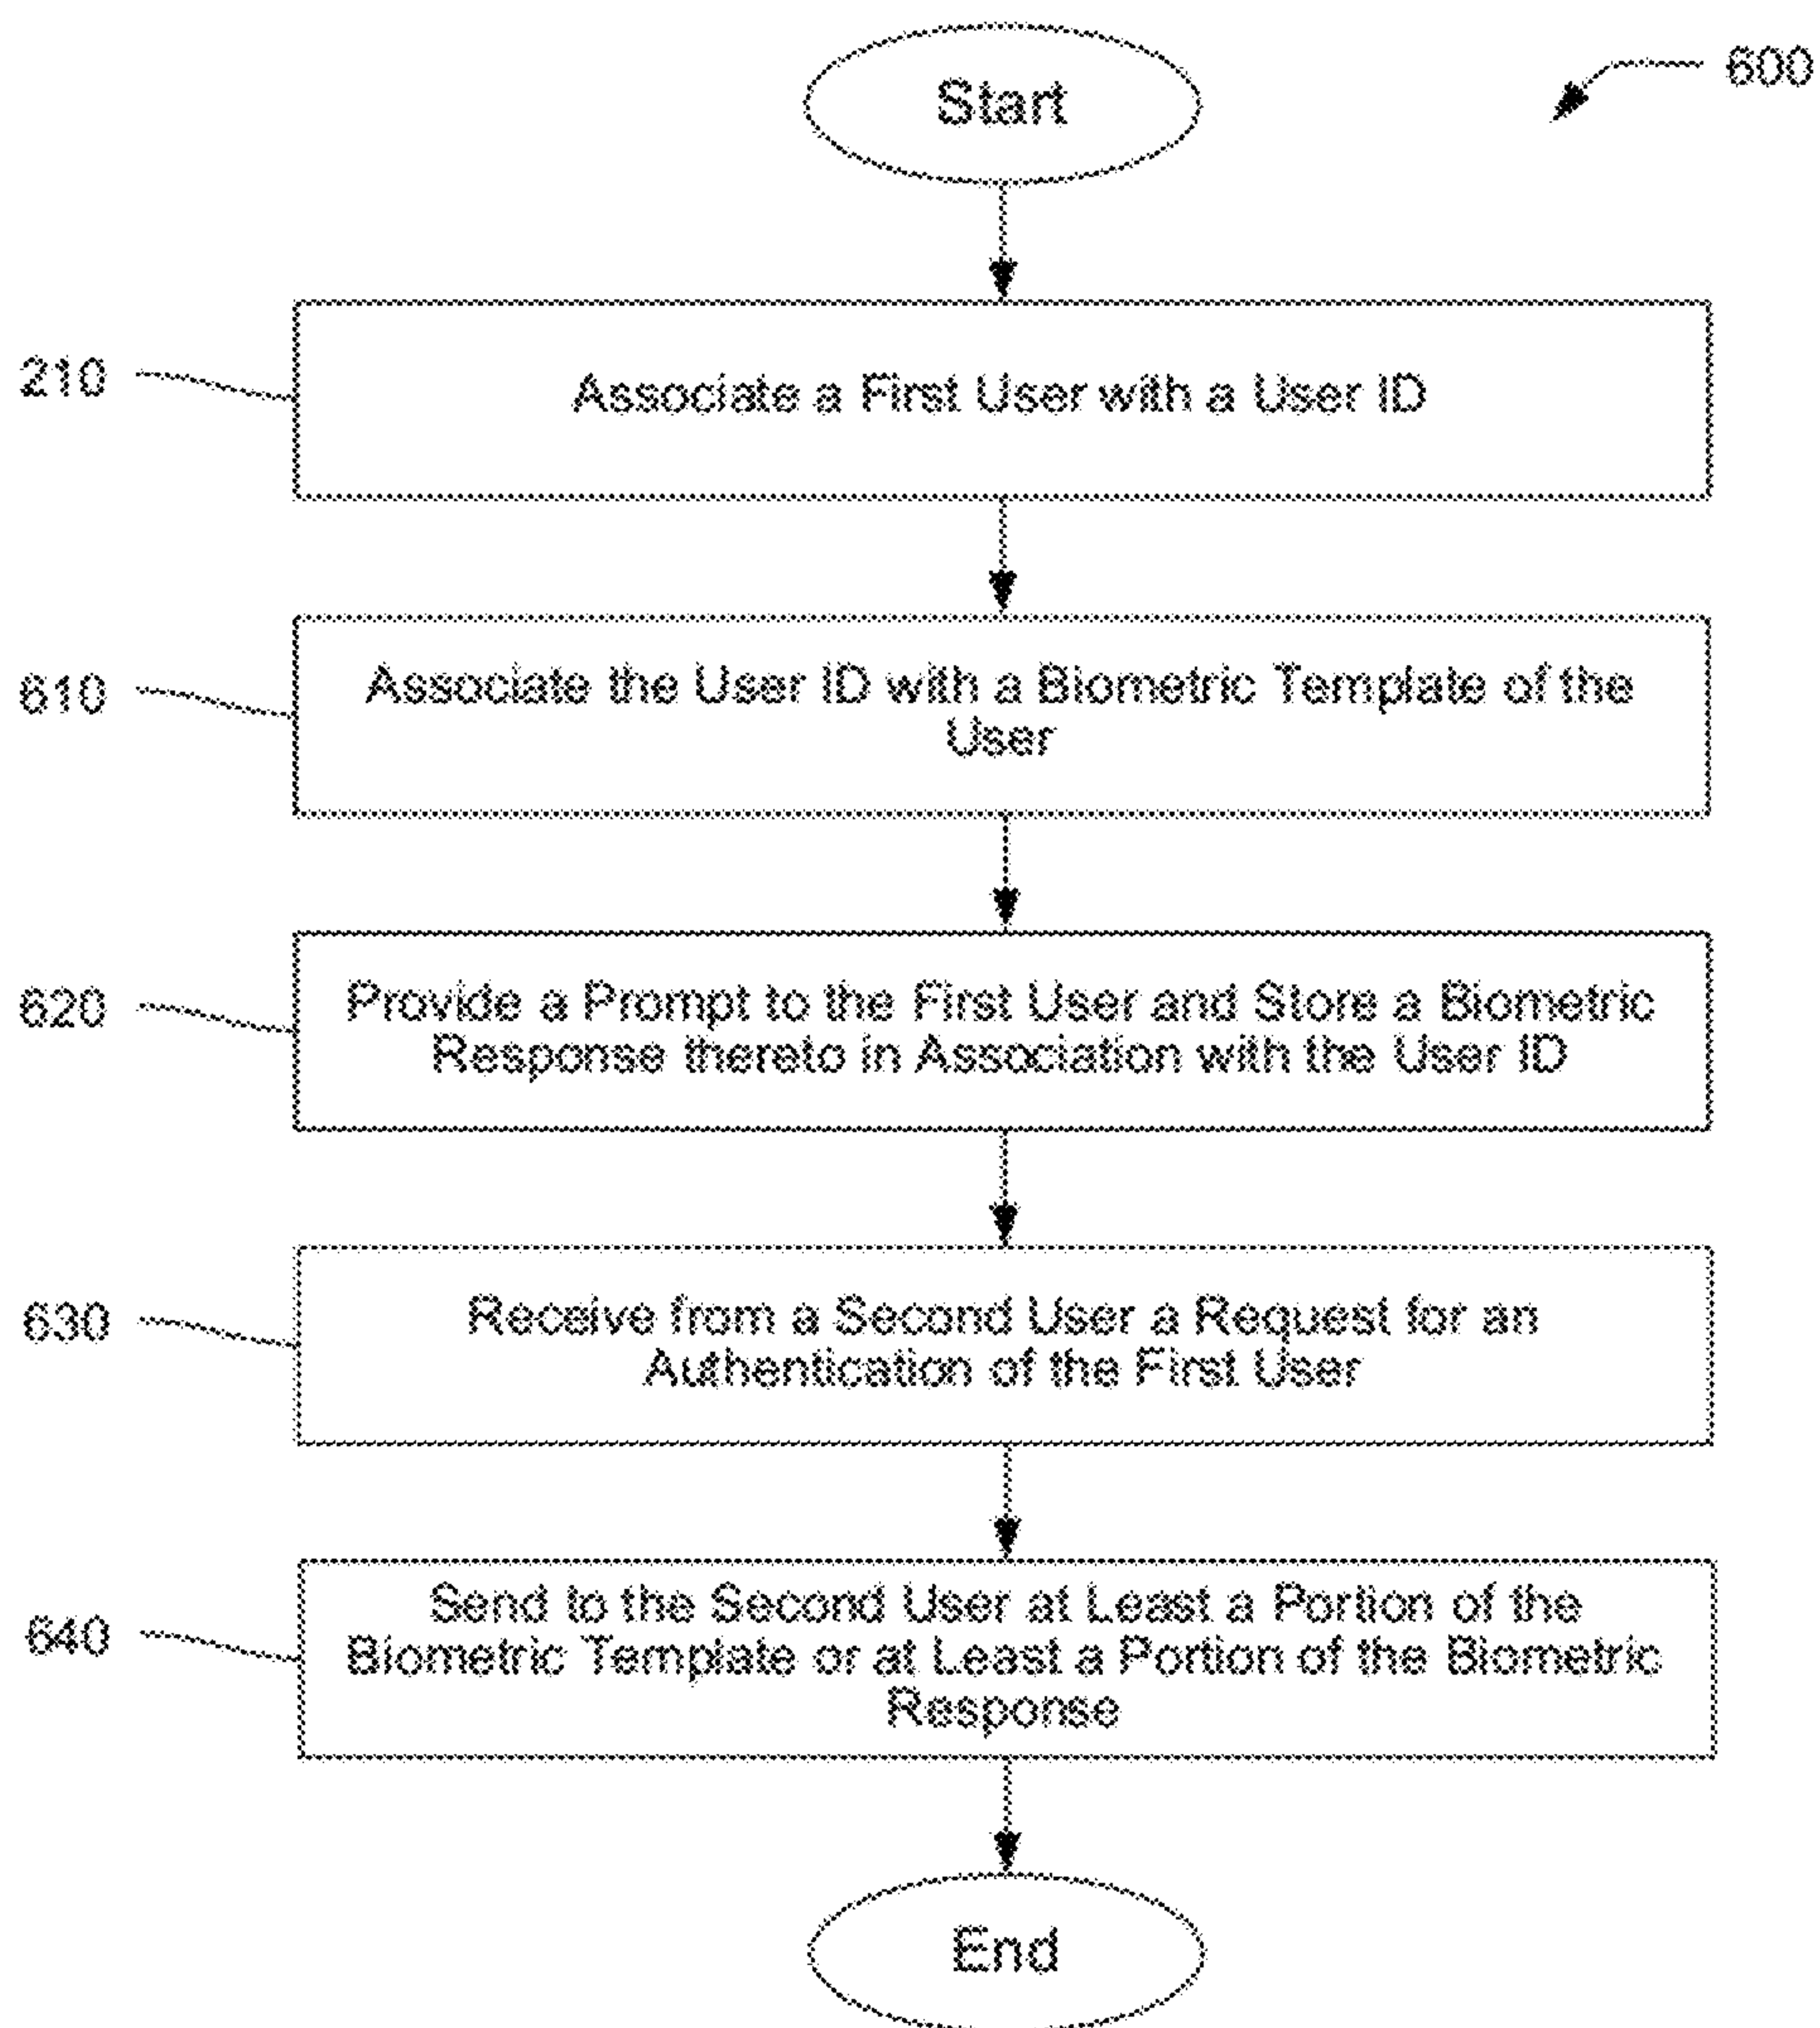 Start
600
210
Associate a First User with a User ID
610
Associate the User ID with a Biometric Template of the
User
620
Provide a Prompt to the First User and Store a Biometric
Response thereto in Association with the User ID
630
Receive from a Second User a Request for an
Authentication of the First User
640
Send to the Second User at Least a Portion of the
Biometric Template or at Least a Portion of the Biometric
Response
End